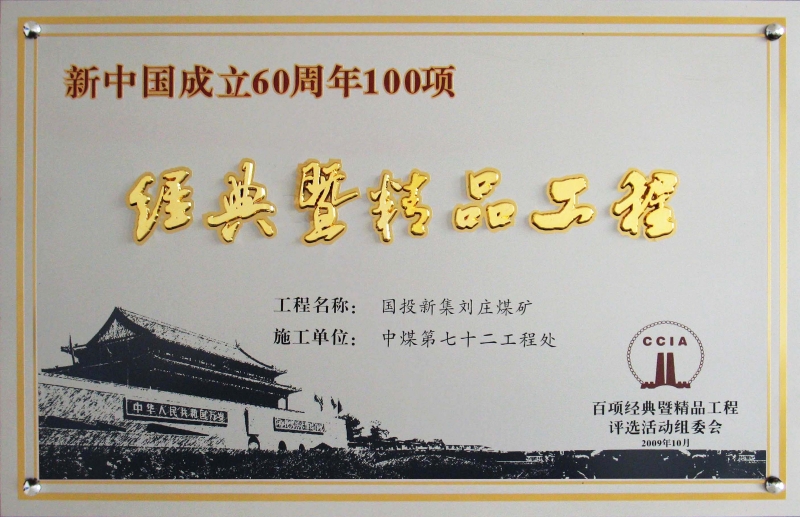 新中国成立60周年100项
经典暨精品工程
工程名称： 国投新集刘庄煤矿
施工单位： 中煤第七十二工程处
CCIA
中华人民共和国万岁
百项经典暨精品工程
评选活动组委会
2009年10月